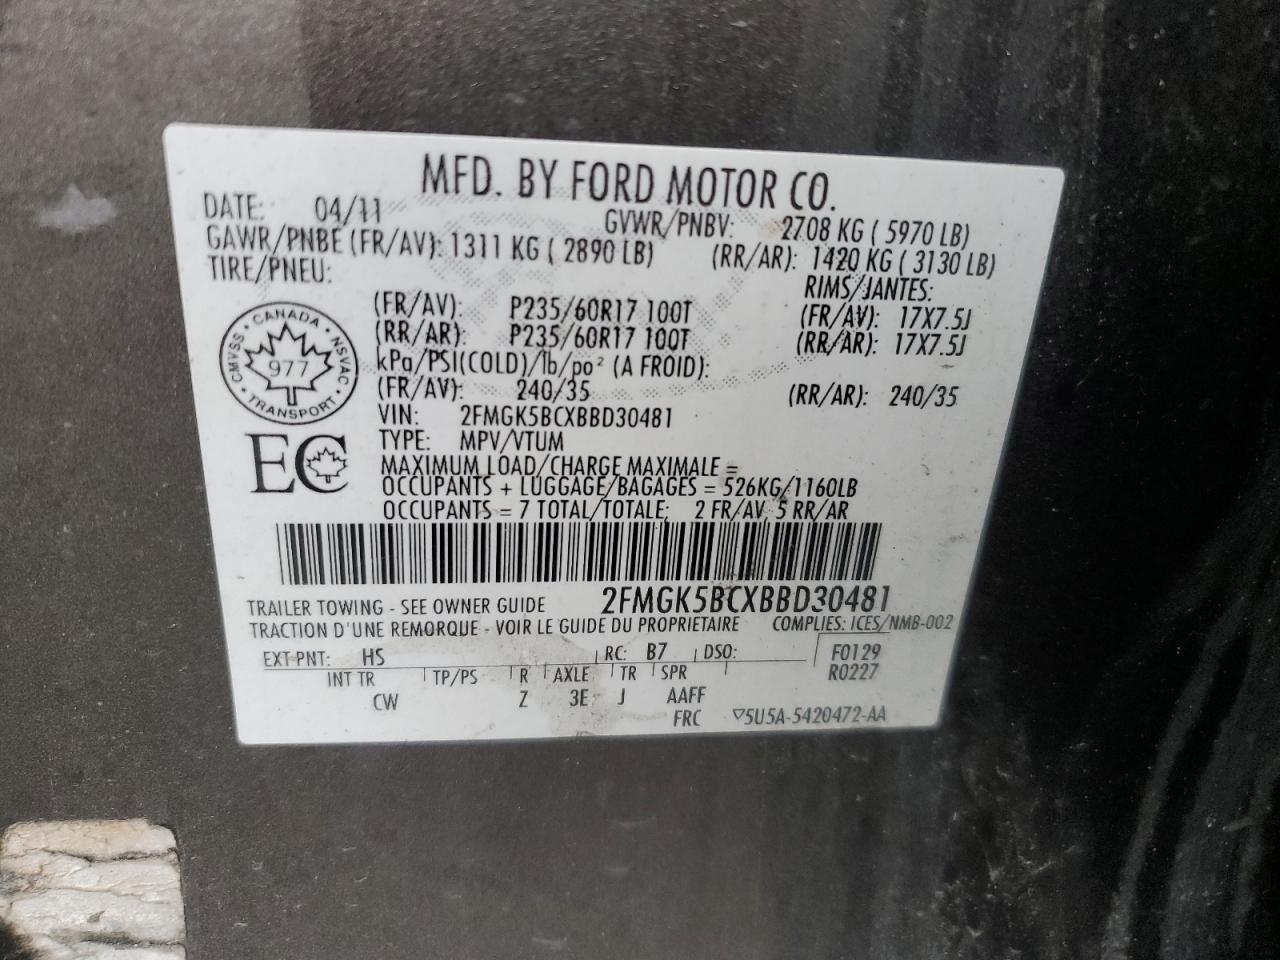 MFD. BY FORD MOTOR CO.
DATE: 04/11 GVWR/PNBV: 2708 KG ( 5970 LB)
GAWR/PNBE (FR/AV): 1311 KG ( 2890 LB) (RR/AR): 1420 KG ( 3130 LB)
TIRE/PNEU: RIMS/JANTES:
(FR/AV): P235/60R17 100T (FR/AV): 17X7.5J
(RR/AR): P235/60R17 100T (RR/AR): 17X7.5J
kPa/PSI(COLD)/lb/po² (A FROID):
(FR/AV): 240/35 (RR/AR): 240/35
CANADA NSVAC TRANSPORT CMVSS
977
VIN: 2FMGK5BCXBBD30481
TYPE: MPV/VTUM
EC
MAXIMUM LOAD/CHARGE MAXIMALE =
OCCUPANTS + LUGGAGE/BAGAGES = 526KG/1160LB
OCCUPANTS = 7 TOTAL/TOTALE; 2 FR/AV, 5 RR/AR
TRAILER TOWING - SEE OWNER GUIDE 2FMGK5BCXBBD30481
TRACTION D'UNE REMORQUE - VOIR LE GUIDE DU PROPRIETAIRE COMPLIES: ICES/NMB-002
EXT PNT: HS RC: B7 DSO: F0129
INT TR TP/PS R AXLE TR SPR R0227
CW Z 3E J AAFF
FRC ▽5U5A-5420472-AA